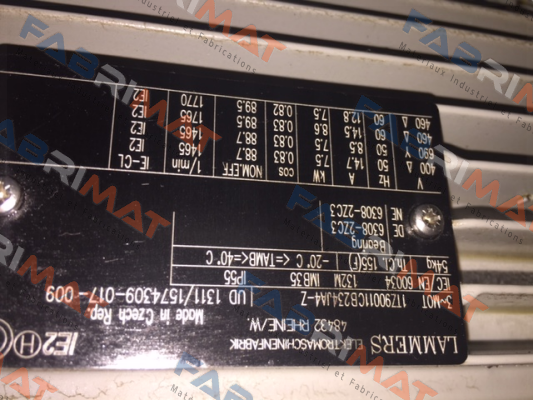 LAMMERS ELEKTROMASCHINENFABRIK
48432 RHEINE/W.
Made in Czech Rep. IE2 H
3~MOT 1TZ9001-1CB234JA4-Z UD 1311/1574309-017-009
IEC/EN 60034 132M IMB35 IP55
54kg Th.Cl. 155(F) -20°C <=TAMB<=40°C
Bearing
DE 6308-2ZC3
NE 6308-2ZC3
V Hz A kW cos NOM.EFF 1/min IE-CL
400 Δ 50 14.7 7.5 0.83 88.7 1465 IE2
690 Y 50 8.5 7.5 0.83 88.7 1465 IE2
460 Δ 60 14.5 8.6 0.83 89.5 1765 IE2
460 Δ 60 12.8 7.5 0.82 89.5 1770 IE2
FABRIMAT